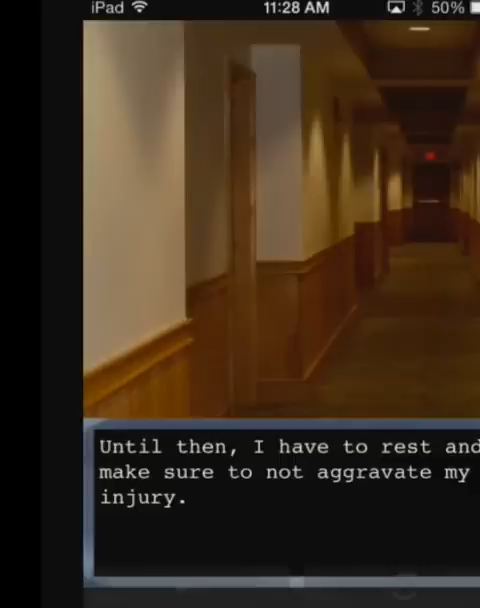 iPad 11:28 AM 50%
Until then, I have to rest and
make sure to not aggravate my
injury.